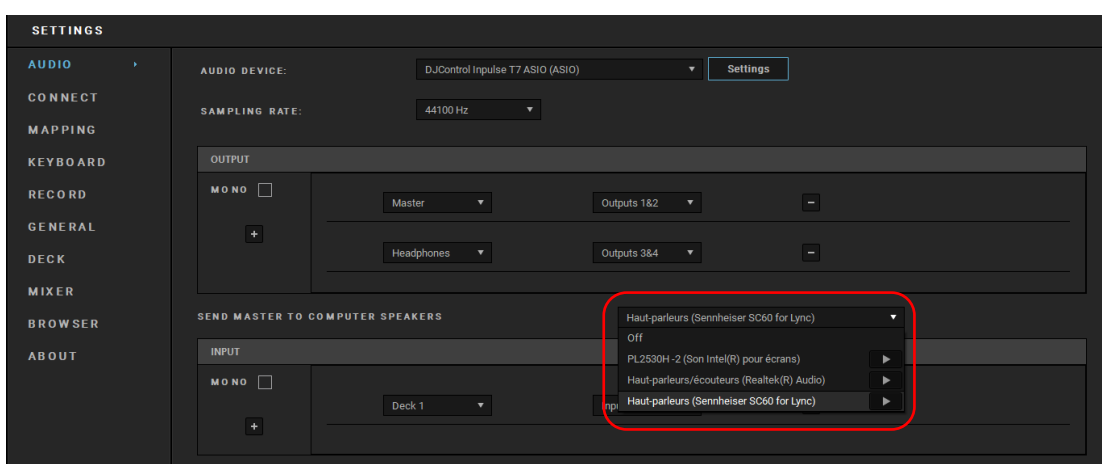 SETTINGS
AUDIO
CONNECT
MAPPING
KEYBOARD
RECORD
GENERAL
DECK
MIXER
BROWSER
ABOUT
AUDIO DEVICE: DJControl Inpulse T7 ASIO (ASIO) Settings
SAMPLING RATE: 44100 Hz
OUTPUT
MONO
Master Outputs 1&2
Headphones Outputs 3&4
SEND MASTER TO COMPUTER SPEAKERS Haut-parleurs (Sennheiser SC60 for Lync)
Off
PL2530H -2 (Son Intel(R) pour écrans)
Haut-parleurs/écouteurs (Realtek(R) Audio)
Haut-parleurs (Sennheiser SC60 for Lync)
INPUT
MONO
Deck 1